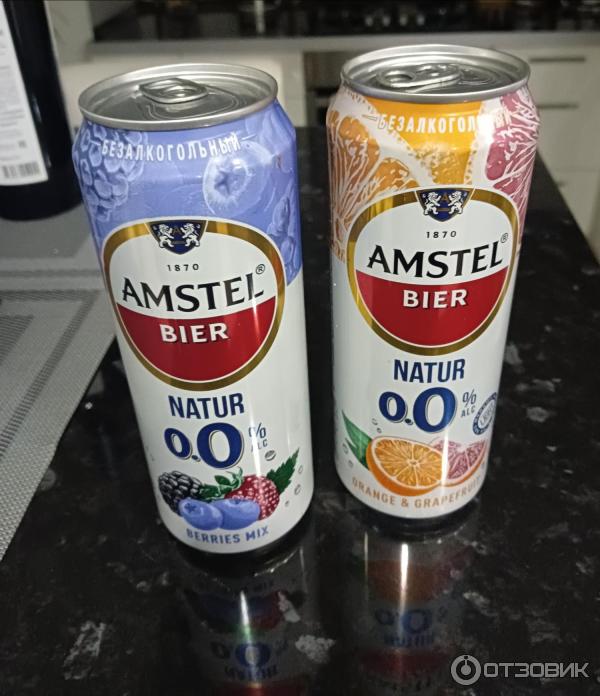 БЕЗАЛКОГОЛЬНЫЙ
1870
AMSTEL®
BIER
NATUR
0.0%
ALC
BERRIES MIX
БЕЗАЛКОГОЛЬН
1870
AMSTEL®
BIER
NATUR
0.0%
ALC
ORANGE & GRAPEFRUIT
ОТЗОВИК